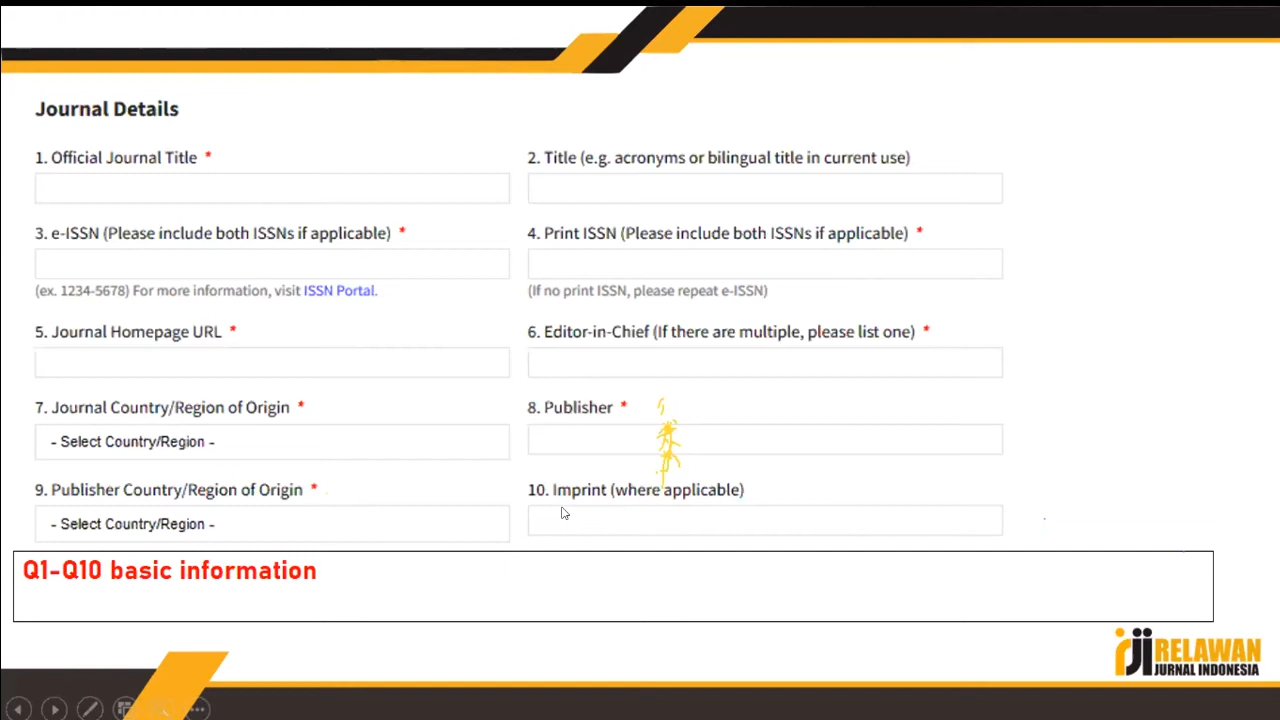 Journal Details
1. Official Journal Title *
2. Title (e.g. acronyms or bilingual title in current use)
3. e-ISSN (Please include both ISSNs if applicable) *
4. Print ISSN (Please include both ISSNs if applicable) *
(ex. 1234-5678) For more information, visit ISSN Portal.
(If no print ISSN, please repeat e-ISSN)
5. Journal Homepage URL *
6. Editor-in-Chief (If there are multiple, please list one) *
7. Journal Country/Region of Origin *
8. Publisher *
- Select Country/Region -
9. Publisher Country/Region of Origin *
10. Imprint (where applicable)
- Select Country/Region -
Q1-Q10 basic information
RELAWAN
JURNAL INDONESIA